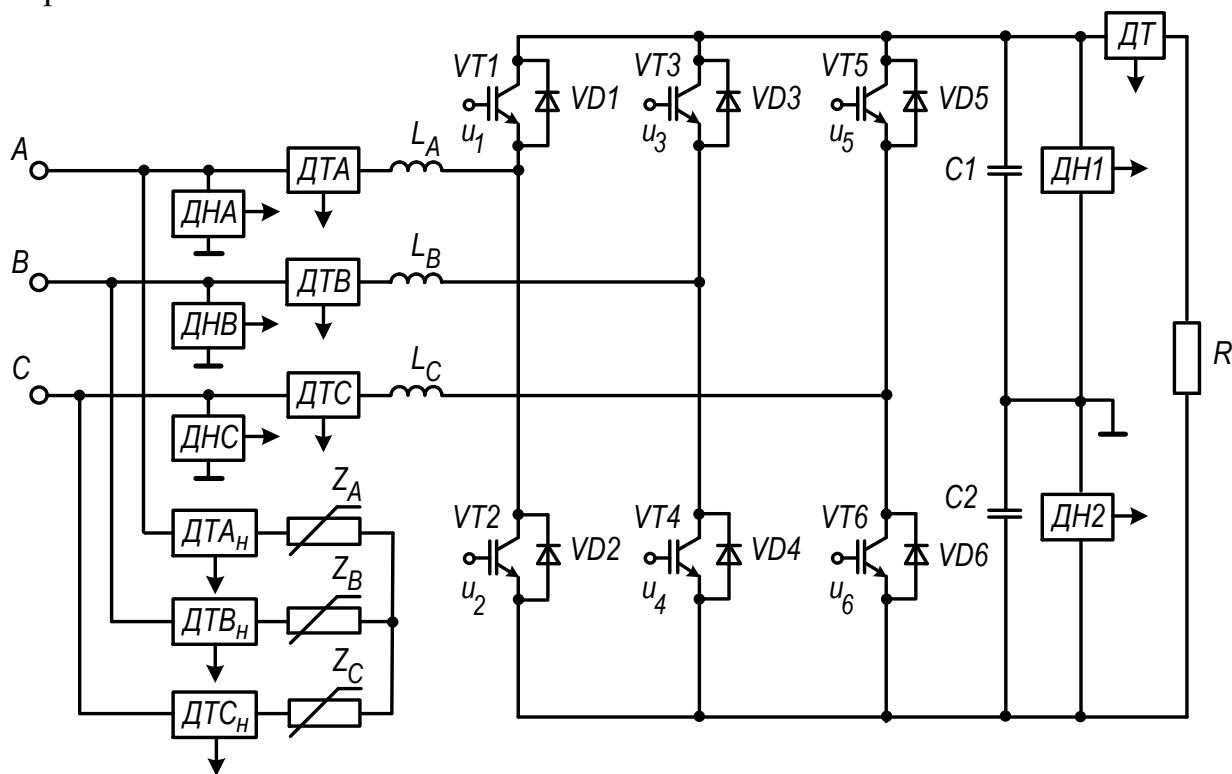 ДТ
VT1
VT3
VT5
VD1
VD3
VD5
u1
u3
u5
A
LA
ДТА
C1
ДН1
ДНА
B
LB
ДТВ
ДНВ
R
C
LC
ДТС
ДНС
ZA
VT2
VT4
VT6
C2
ДН2
ДТАн
VD2
VD4
VD6
ZB
u2
u4
u6
ДТВн
ZC
ДТСн